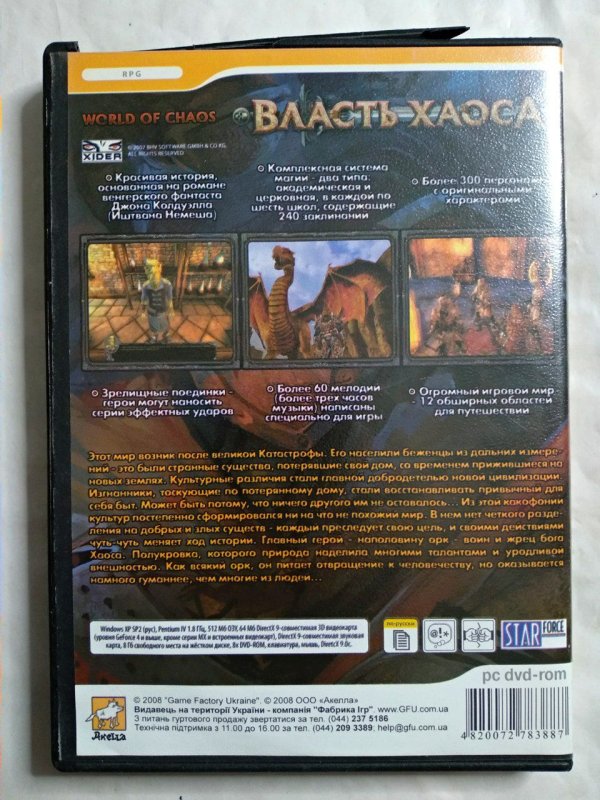 RPG
WORLD OF CHAOS
ВЛАСТЬ ХАОСА
XIDER
©2007 BHV SOFTWARE GMBH & CO KG.
ALL RIGHTS RESERVED
Красивая история,
основанная на романе
венгерского фантаста
Джона Колдуэлла
(Иштвана Немеша)
Комплексная система
магии - два типа,
академическая и
церковная, в каждой по
шесть школ, содержащие
240 заклинаний
Более 300 персонаж
с оригинальными
характерами
Зрелищные поединки -
герои могут наносить
серии эффектных ударов
Более 60 мелодий
(более трех часов
музыки) написаны
специально для игры
Огромный игровой мир -
- 12 обширных областей
для путешествий
Этот мир возник после великой Катастрофы. Его населили беженцы из дальних измере-
ний - это были странные существа, потерявшие свой дом, со временем прижившиеся на
новых землях. Культурные различия стали главной добродетелью новой цивилизации.
Изгнанники, тоскующие по потерянному дому, стали восстанавливать привычный для
себя быт. Может быть потому, что ничего другого им не оставалось... Из этой какофонии
культур постепенно сформировался ни на что не похожий мир. В нем нет четкого разде-
ления на добрых и злых существ - каждый преследует свою цель, и своими действиями
чуть-чуть меняет ход истории. Главный герой - наполовину орк - воин и жрец бога
Хаоса. Полукровка, которого природа наделила многими талантами и уродливой
внешностью. Как всякий орк, он питает отвращение к человечеству, но оказывается
намного гуманнее, чем многие из людей...
Windows XP SP2 (рус), Pentium IV 1.8 ГГц, 512 Мб ОЗУ, 64 Мб DirectX 9-совместимая 3D видеокарта
(уровня GeForce 4 и выше, кроме серии MX и встроенных видеокарт), DirectX 9-совместимая звуковая
карта, 8 Гб свободного места на жёстком диске, 8x DVD-ROM, клавиатура, мышь, DirectX 9.0c.
по-русски
STAR FORCE
pc dvd-rom
Акелла
© 2008 "Game Factory Ukraine". © 2008 ООО «Акелла»
Видавець на території України - компанія "Фабрика Ігр". www.GFU.com.ua
З питань гуртового продажу звертатися за тел. (044) 237 5186
Технічна підтримка з 11.00 до 16.00 за тел. (044) 209 3389; help@gfu.com.ua
4820072783887